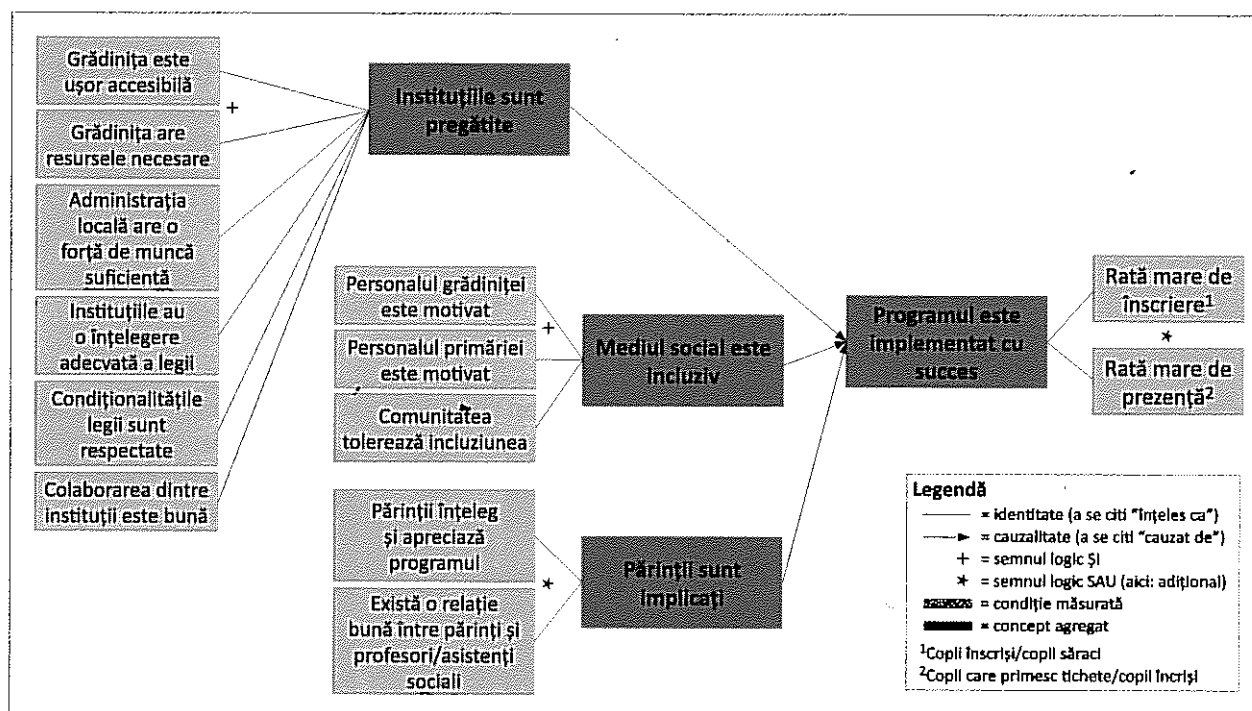 Grădinița este
ușor accesibilă
+
Grădinița are
resursele necesare
Administrația
locală are o
forță de muncă
suficientă
Instituțiile au
o înțelegere
adecvată a legii
Condiționalitățile
legii sunt
respectate
Colaborarea dintre
instituții este bună
Instituțiile sunt
pregătite
Personalul grădiniței
este motivat
+
Personalul primăriei
este motivat
Comunitatea
tolerează incluziunea
Mediul social este
incluziv
Părinții înțeleg
și apreciază
programul
*
Există o relație
bună între părinți și
profesori/asistenți
sociali
Părinții sunt
implicați
Programul este
implementat cu
succes
Rată mare de
înscriere¹
*
Rată mare de
prezență²
Legendă
= identitate (a se citi "înțeles ca")
= cauzalitate (a se citi "cauzat de")
+ = semnul logic ȘI
* = semnul logic SAU (aici: adițional)
= condiție măsurată
= concept agregat
¹Copii înscriși/copii săraci
²Copii care primesc tichete/copii încriși